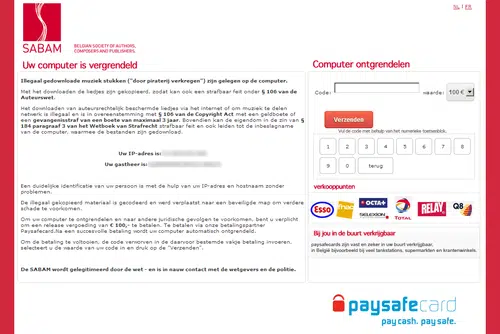 NL | FR
SABAM
BELGIAN SOCIETY OF AUTHORS,
COMPOSERS AND PUBLISHERS.
Uw computer is vergrendeld
Illegaal gedownloade muziek stukken ("door piraterij verkregen") zijn gelegen op de computer.
Met het downloaden de liedjes zijn gekopieerd, zodat kan ook een strafbaar feit onder § 106 van de
Auteurswet.
Het downloaden van auteursrechtelijk beschermde liedjes via het internet of om muziek te delen
netwerk is illegaal en is in overeenstemming met § 106 van de Copyright Act met een geldboete of
een gevangenisstraf van een boete van maximaal 3 jaar. Bovendien kan de eigendom in de zin van §
184 paragraaf 3 van het Wetboek van Strafrecht strafbaar feit en ook leiden tot de inbeslagname
van de computer, waarmee de bestanden zijn gedownload.
Uw IP-adres is:
Uw gastheer is:
Een duidelijke identificatie van uw persoon is met de hulp van uw IP-adres en hostnaam zonder
problemen.
De illegaal gekopieerd materiaal is gecodeerd en werd verplaatst naar een beveiligde map om verdere
schade te voorkomen.
Om uw computer te ontgrendelen en naar andere juridische gevolgen te voorkomen, bent u verplicht
om een release vergoeding van € 100,- te betalen. Te betalen via onze betalingspartner
Paysafecard.Na een succesvolle betaling wordt uw computer automatisch ontgrendeld.
Om de betaling te voltooien, de code verworven in de daarvoor bestemde vakje betaling invoeren,
selecteert u de waarde van uw code in en druk op de "Verzenden".
De SABAM wordt gelegitimeerd door de wet - en is in nauw contact met de wetgevers en de politie.
Computer ontgrendelen
Code: waarde: 100 €
Verzenden
Vul de code met behulp van het numerieke toetsenblok.
1 2 3 4 5 6 7 8
9 0 terug
verkooppunten
Esso OCTA+ SELEXION TOTAL RELAY Q8
Bij jou in de buurt verkrijgbaar
paysafecards zijn vast en zeker in uw buurt verkrijgbaar,
in België bijvoorbeeld bij veel tankstations, supermarkten en krantenwinkels.
paysafecard
pay cash. pay safe.